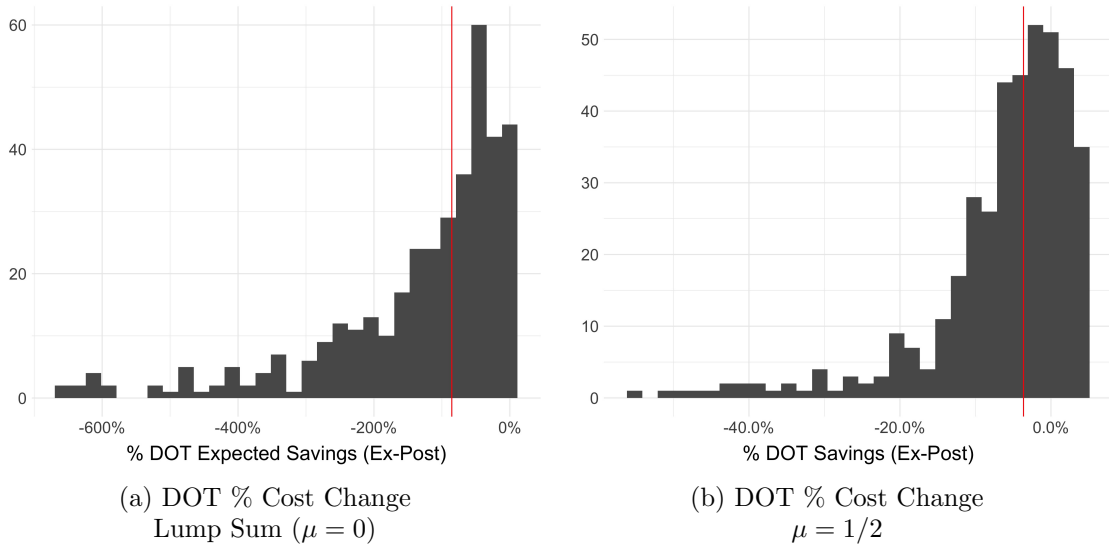 60
40
20
0
-600%
-400%
-200%
0%
% DOT Expected Savings (Ex-Post)
(a) DOT % Cost Change
Lump Sum (μ = 0)
50
40
30
20
10
0
-40.0%
-20.0%
0.0%
% DOT Savings (Ex-Post)
(b) DOT % Cost Change
μ = 1/2